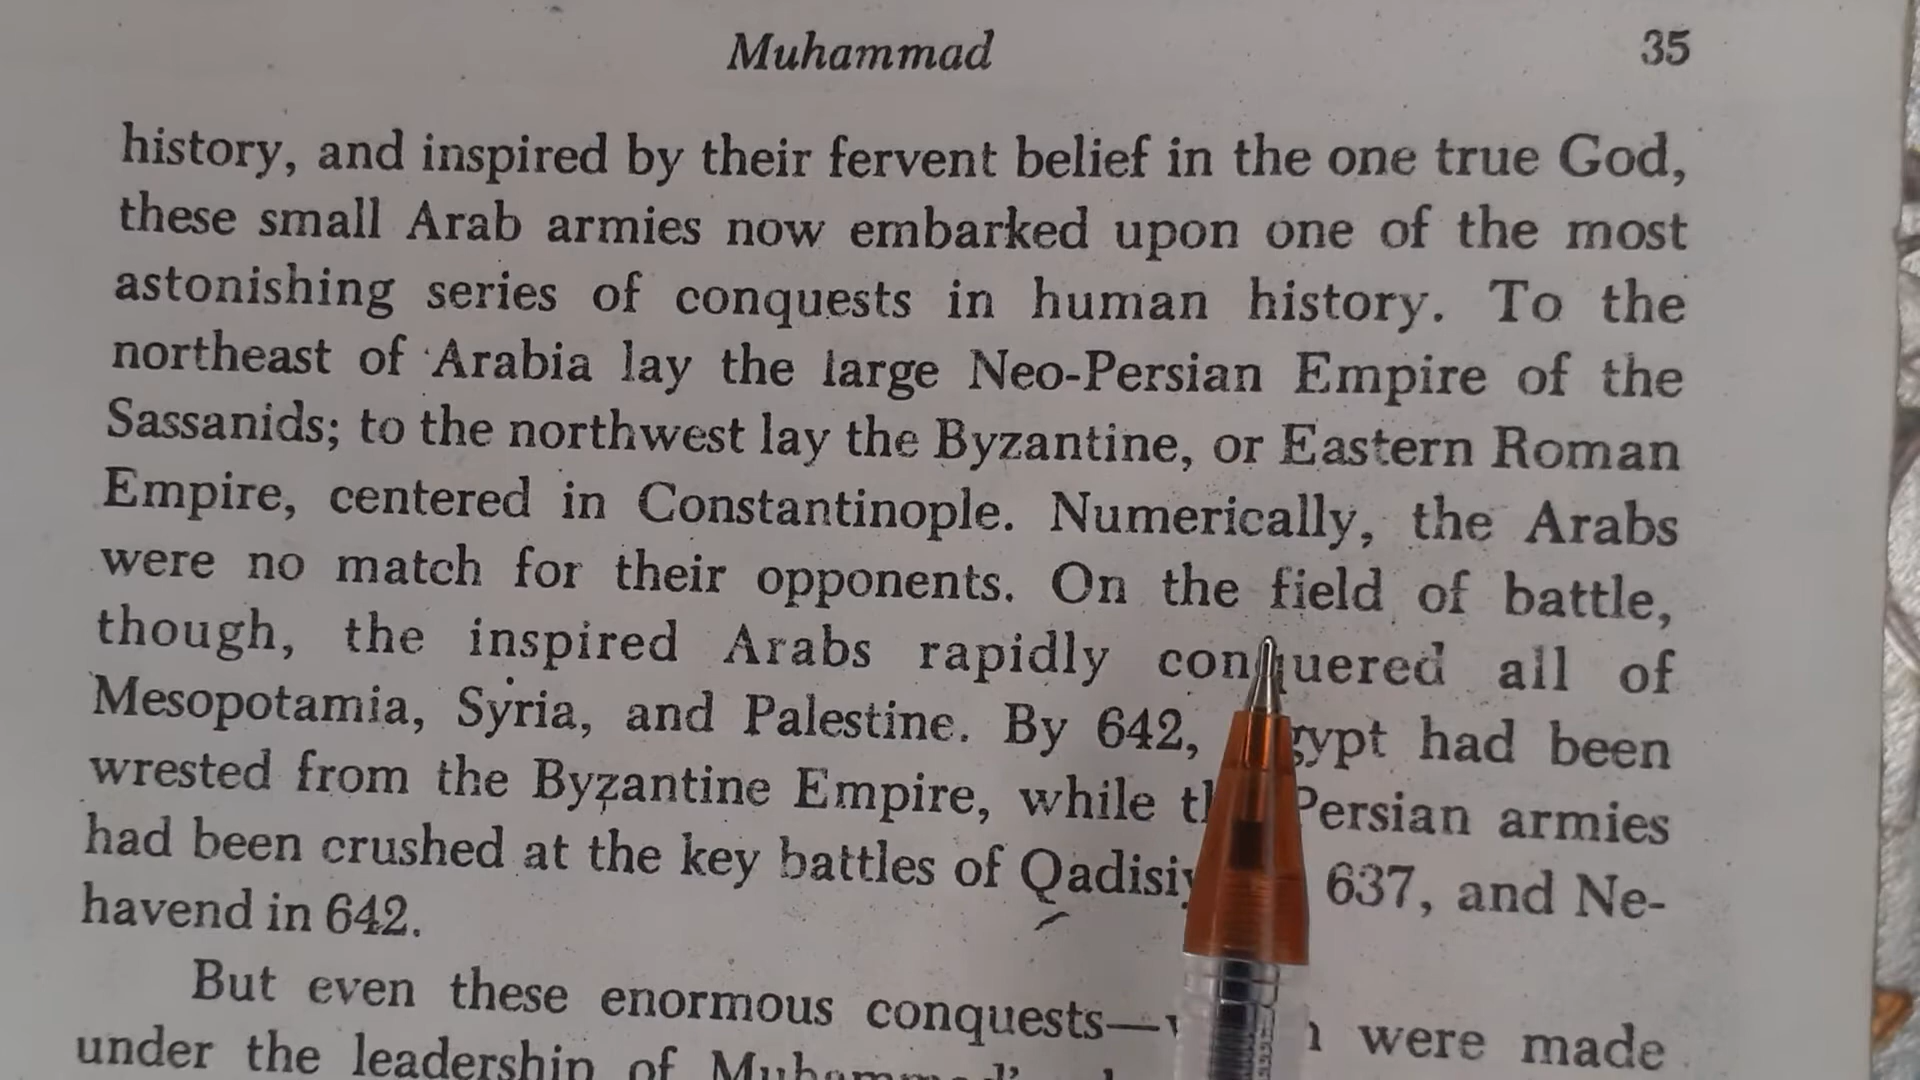 Muhammad 35
history, and inspired by their fervent belief in the one true God,
these small Arab armies now embarked upon one of the most
astonishing series of conquests in human history. To the
northeast of Arabia lay the large Neo-Persian Empire of the
Sassanids; to the northwest lay the Byzantine, or Eastern Roman
Empire, centered in Constantinople. Numerically, the Arabs
were no match for their opponents. On the field of battle,
though, the inspired Arabs rapidly conquered all of
Mesopotamia, Syria, and Palestine. By 642, Egypt had been
wrested from the Byzantine Empire, while the Persian armies
had been crushed at the key battles of 637, and Ne-
havend in 642.
But even these enormous conquests— were made
under the leadership of